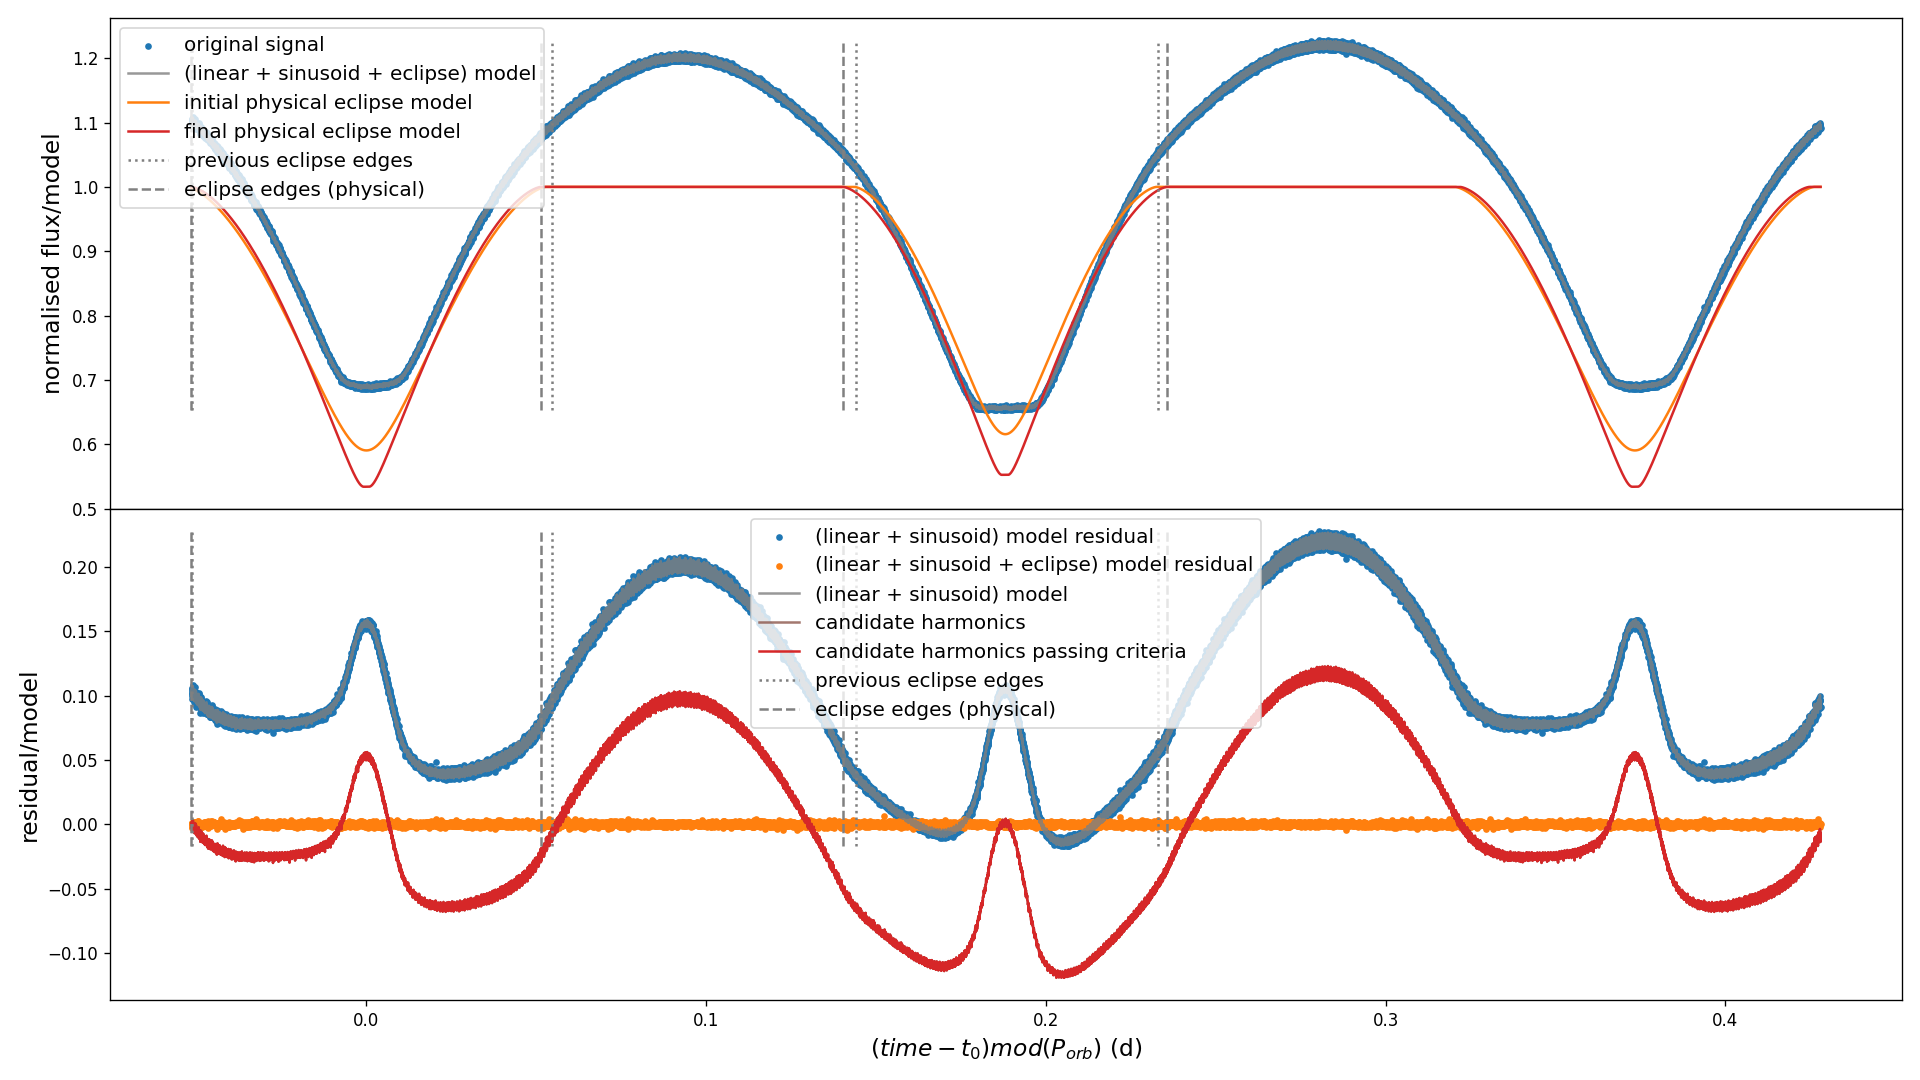 original signal
(linear + sinusoid + eclipse) model
initial physical eclipse model
final physical eclipse model
previous eclipse edges
eclipse edges (physical)
normalised flux/model
1.2
1.1
1.0
0.9
0.8
0.7
0.6
0.5
(linear + sinusoid) model residual
(linear + sinusoid + eclipse) model residual
(linear + sinusoid) model
candidate harmonics
candidate harmonics passing criteria
previous eclipse edges
eclipse edges (physical)
residual/model
0.20
0.15
0.10
0.05
0.00
−0.05
−0.10
0.0 0.1 0.2 0.3 0.4
(time − t₀)mod(Pₒᵣb) (d)